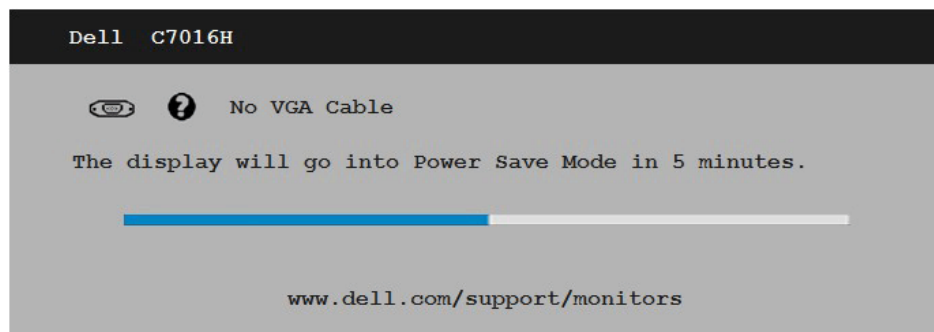 Dell C7016H
No VGA Cable
The display will go into Power Save Mode in 5 minutes.
www.dell.com/support/monitors